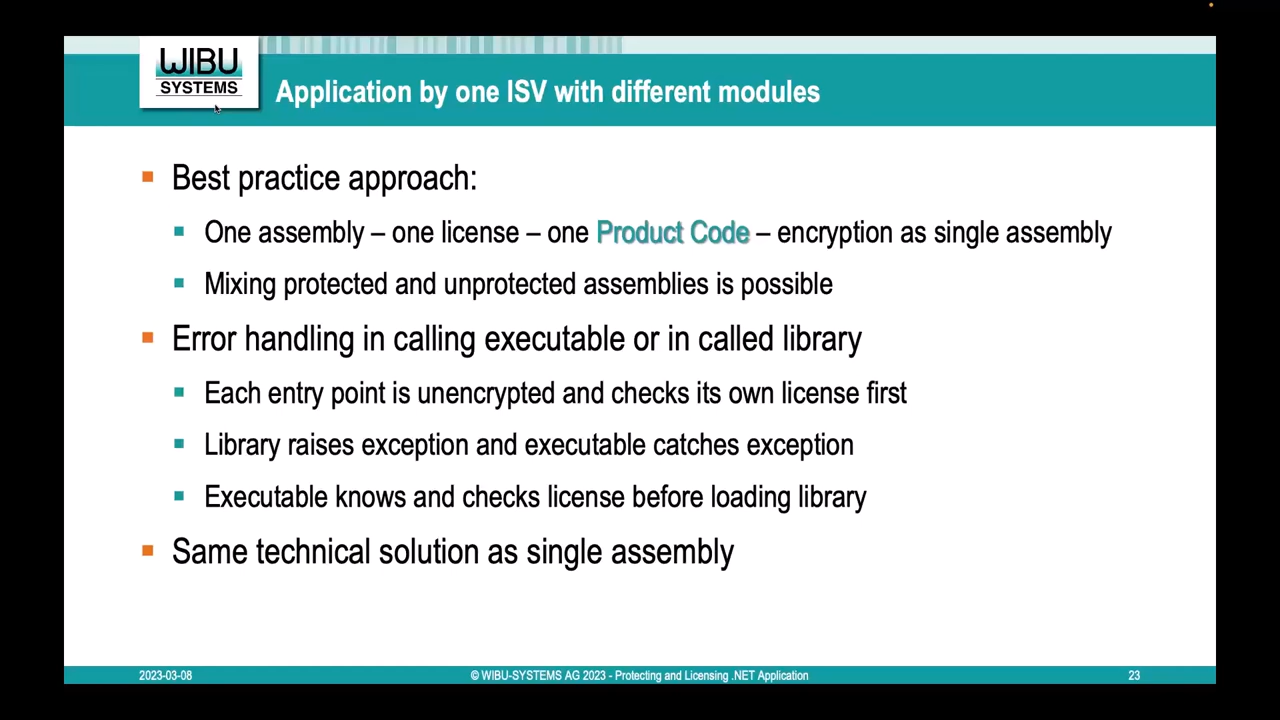 WIBU
SYSTEMS
Application by one ISV with different modules
Best practice approach:
One assembly – one license – one Product Code – encryption as single assembly
Mixing protected and unprotected assemblies is possible
Error handling in calling executable or in called library
Each entry point is unencrypted and checks its own license first
Library raises exception and executable catches exception
Executable knows and checks license before loading library
Same technical solution as single assembly
2023-03-08
© WIBU-SYSTEMS AG 2023 - Protecting and Licensing .NET Application
23